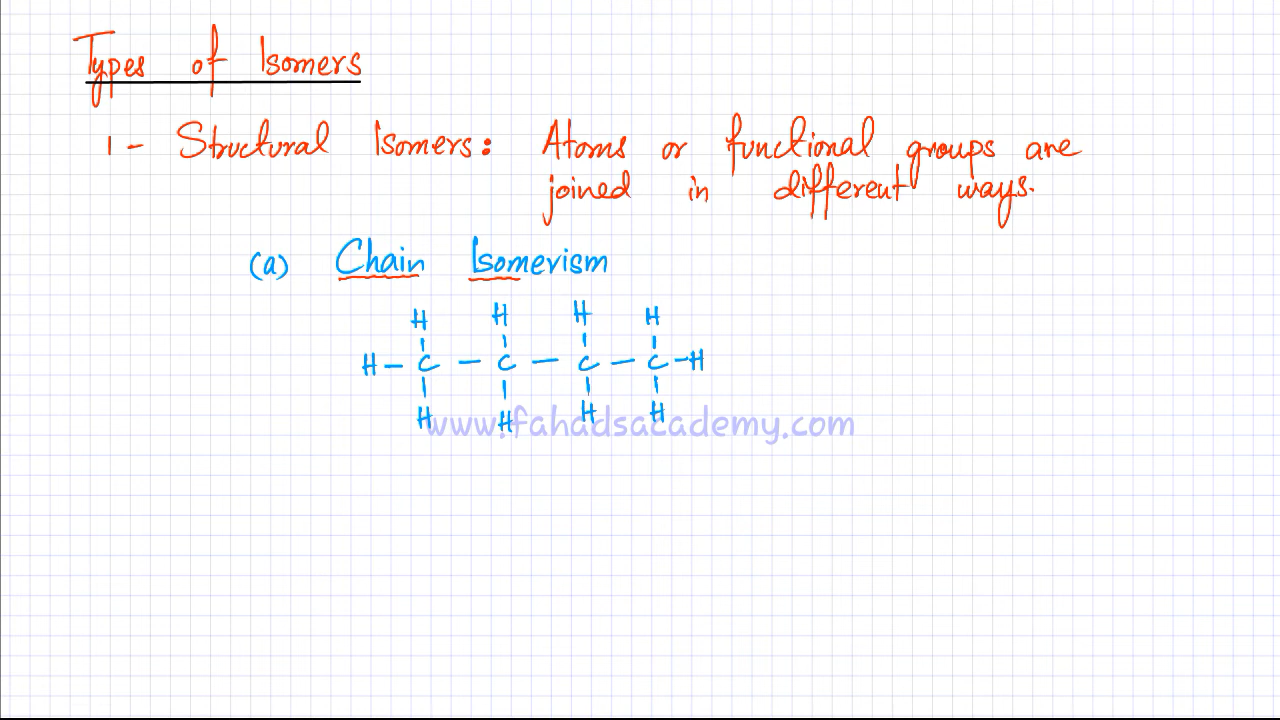 Types of Isomers
1- Structural Isomers: Atoms or functional groups are
joined in different ways.
(a) Chain Isomerism
H H H H
H - C - C - C - C - H
H H H H
www.fahadsacademy.com